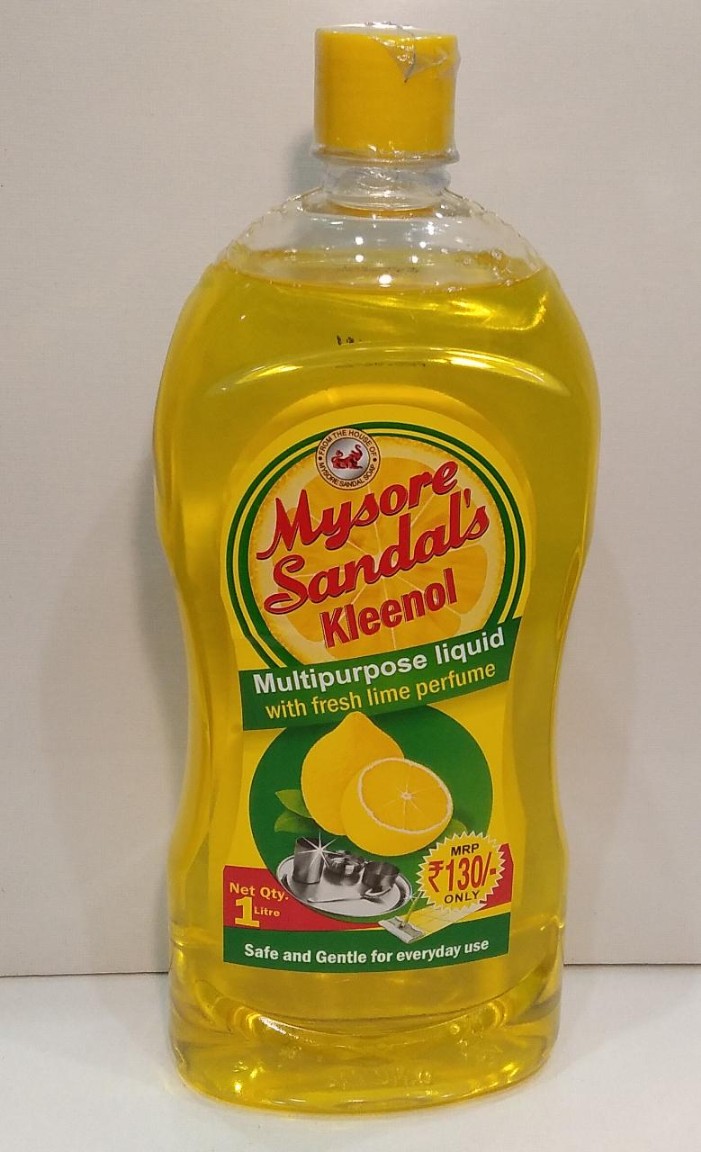 FROM THE HOUSE OF
MYSORE SANDAL SOAP
Mysore
Sandal's
Kleenol
Multipurpose liquid
with fresh lime perfume
MRP
₹130/-
ONLY
Net Qty.
1 Litre
Safe and Gentle for everyday use